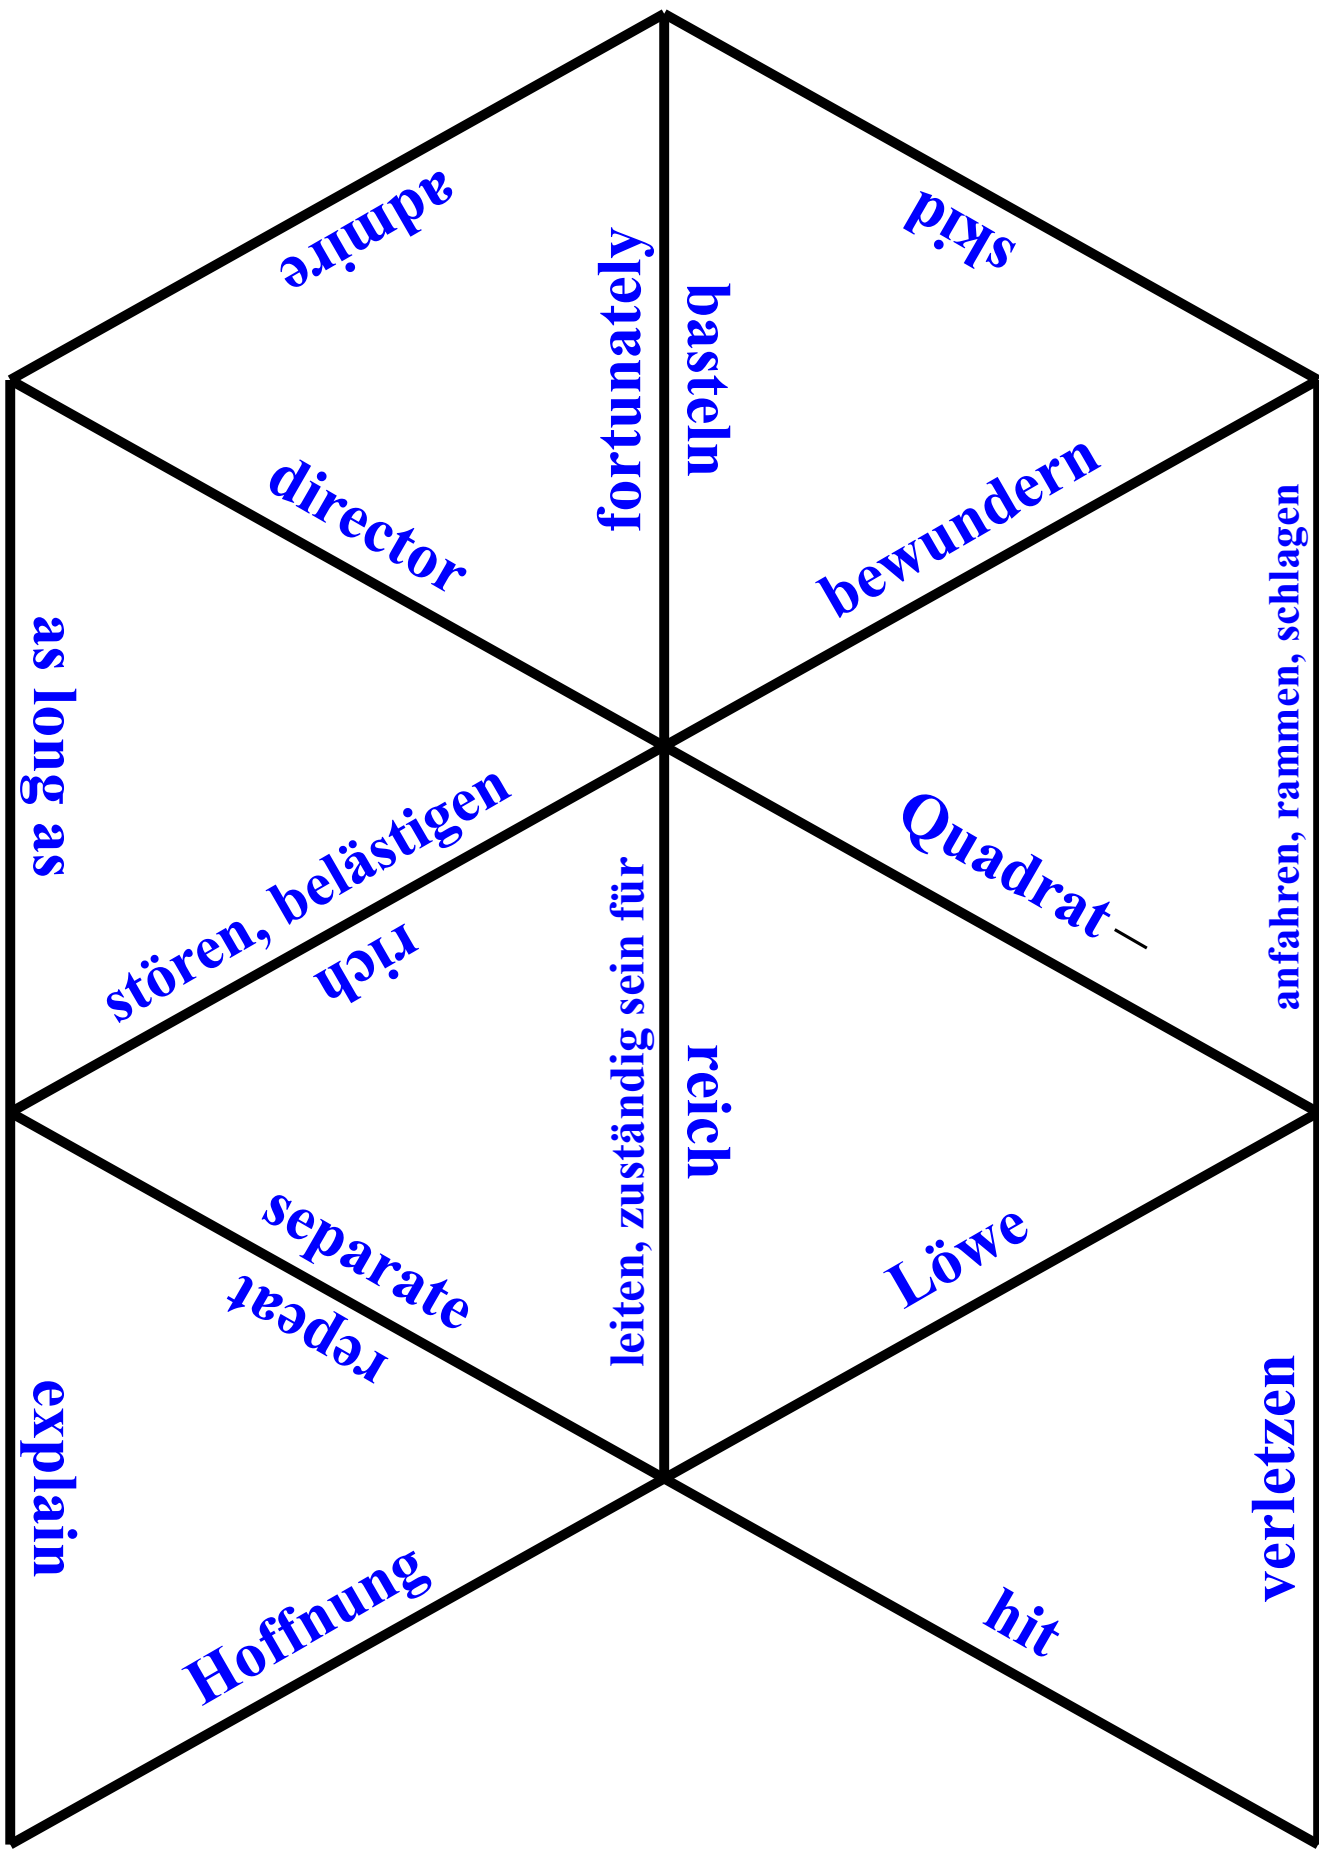 admire
skid
fortunately
basteln
director
bewundern
anfahren, rammen, schlagen
as long as
stören, belästigen
Quadrat –
rich
leiten, zuständig sein für
reich
separate
Löwe
repeat
explain
verletzen
Hoffnung
hit